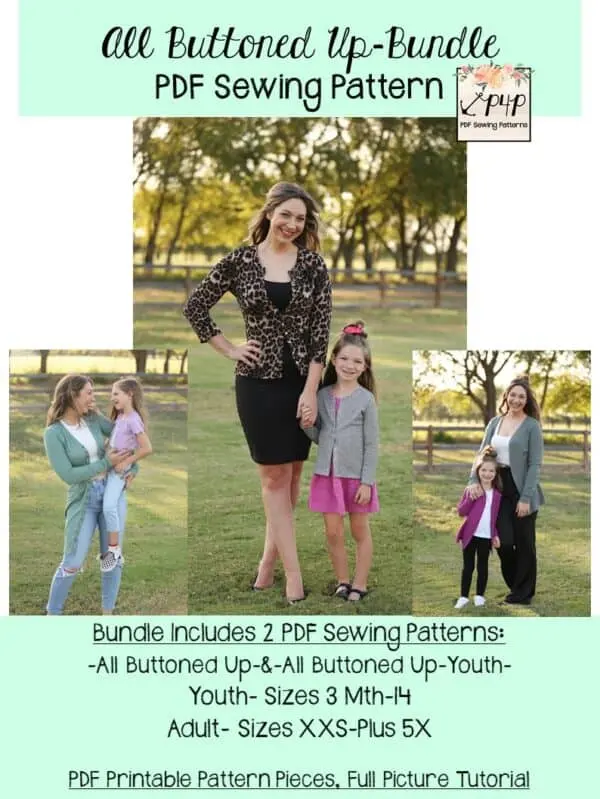 All Buttoned Up-Bundle
PDF Sewing Pattern
P4P
PDF Sewing Patterns
Bundle Includes 2 PDF Sewing Patterns:
-All Buttoned Up-&-All Buttoned Up-Youth-
Youth- Sizes 3 Mth-14
Adult- Sizes XXS-Plus 5X
PDF Printable Pattern Pieces, Full Picture Tutorial